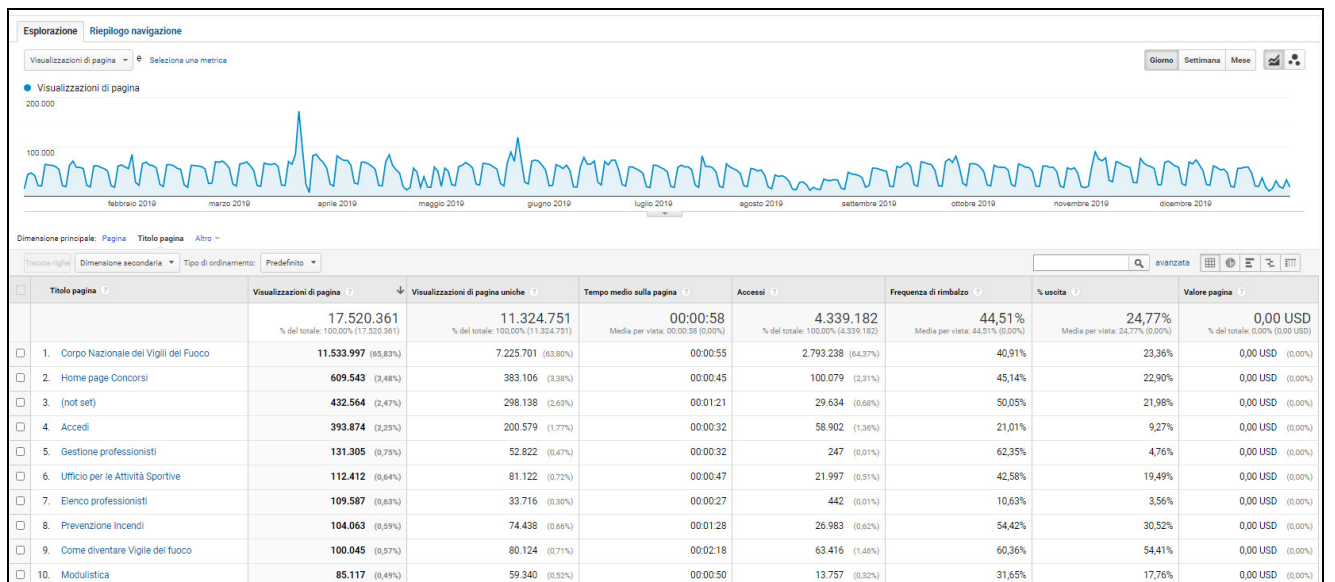 Esplorazione Riepilogo navigazione
Visualizzazioni di pagina e Seleziona una metrica Giorno Settimana Mese
Visualizzazioni di pagina
200.000
100.000
febbraio 2019 marzo 2019 aprile 2019 maggio 2019 giugno 2019 luglio 2019 agosto 2019 settembre 2019 ottobre 2019 novembre 2019 dicembre 2019
Dimensione principale: Pagina Titolo pagina Altro
Traccia righe Dimensione secondaria Tipo di ordinamento: Predefinito avanzata
Titolo pagina ? Visualizzazioni di pagina ? Visualizzazioni di pagina uniche ? Tempo medio sulla pagina ? Accessi ? Frequenza di rimbalzo ? % uscita ? Valore pagina ?
17.520.361 11.324.751 00:00:58 4.339.182 44,51% 24,77% 0,00 USD
% del totale: 100,00% (17.520.361) % del totale: 100,00% (11.324.751) Media per vista: 00:00:58 (0,00%) % del totale: 100,00% (4.339.182) Media per vista: 44,51% (0,00%) Media per vista: 24,77% (0,00%) % del totale: 0,00% (0,00 USD)
1. Corpo Nazionale dei Vigili del Fuoco 11.533.997 (65,83%) 7.225.701 (63,80%) 00:00:55 2.793.238 (64,37%) 40,91% 23,36% 0,00 USD (0,00%)
2. Home page Concorsi 609.543 (3,48%) 383.106 (3,38%) 00:00:45 100.079 (2,31%) 45,14% 22,90% 0,00 USD (0,00%)
3. (not set) 432.564 (2,47%) 298.138 (2,63%) 00:01:21 29.634 (0,68%) 50,05% 21,98% 0,00 USD (0,00%)
4. Accedi 393.874 (2,25%) 200.579 (1,77%) 00:00:32 58.902 (1,36%) 21,01% 9,27% 0,00 USD (0,00%)
5. Gestione professionisti 131.305 (0,75%) 52.822 (0,47%) 00:00:32 247 (0,01%) 62,35% 4,76% 0,00 USD (0,00%)
6. Ufficio per le Attività Sportive 112.412 (0,64%) 81.122 (0,72%) 00:00:47 21.997 (0,51%) 42,58% 19,49% 0,00 USD (0,00%)
7. Elenco professionisti 109.587 (0,63%) 33.716 (0,30%) 00:00:27 442 (0,01%) 10,63% 3,56% 0,00 USD (0,00%)
8. Prevenzione Incendi 104.063 (0,59%) 74.438 (0,66%) 00:01:28 26.983 (0,62%) 54,42% 30,52% 0,00 USD (0,00%)
9. Come diventare Vigile del fuoco 100.045 (0,57%) 80.124 (0,71%) 00:02:18 63.416 (1,46%) 60,36% 54,41% 0,00 USD (0,00%)
10. Modulistica 85.117 (0,49%) 59.340 (0,52%) 00:00:50 13.757 (0,32%) 31,65% 17,76% 0,00 USD (0,00%)